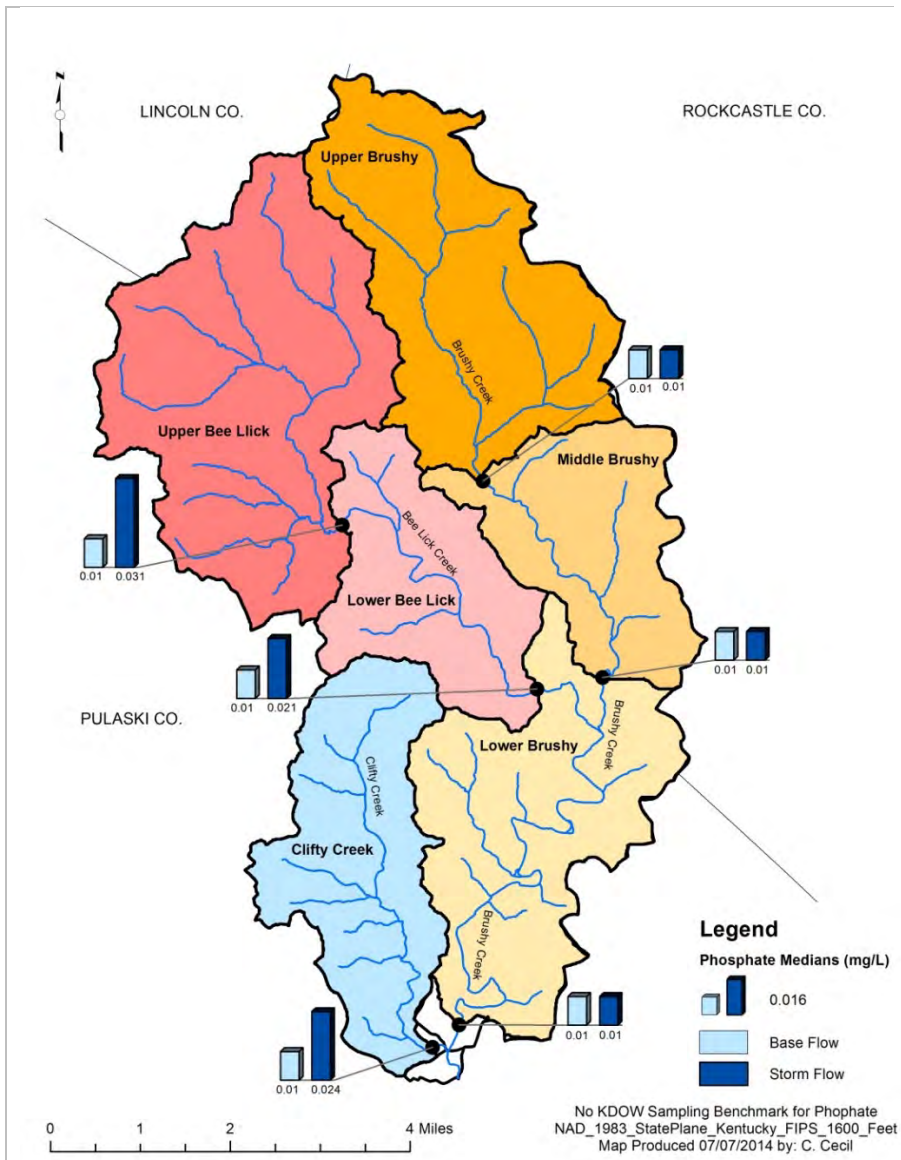 N
LINCOLN CO.
ROCKCASTLE CO.
Upper Brushy
Brushy Creek
0.01 0.01
Upper Bee Llick
Middle Brushy
Bee Lick Creek
0.01 0.031
Lower Bee Lick
0.01 0.01
0.01 0.021
PULASKI CO.
Brushy Creek
Lower Brushy
Clifty Creek
Clifty Creek
Brushy Creek
Legend
Phosphate Medians (mg/L)
0.016
Base Flow
Storm Flow
0.01 0.01
0.01 0.024
0 2 4 Miles
No KDOW Sampling Benchmark for Phophate
NAD_1983_StatePlane_Kentucky_FIPS_1600_Feet
Map Produced 07/07/2014 by: C. Cecil